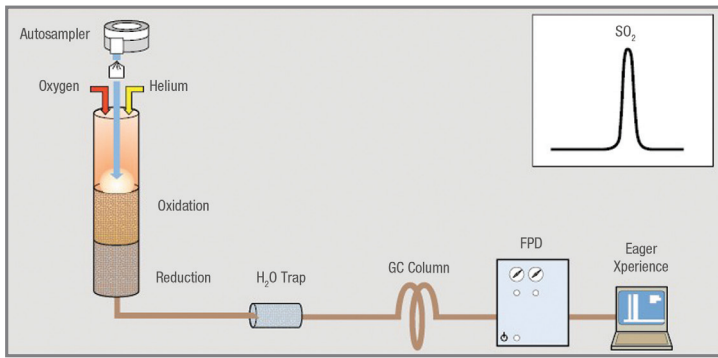 Autosampler
SO₂
Oxygen
Helium
Oxidation
Reduction
H₂O Trap
GC Column
FPD
Eager
Xperience